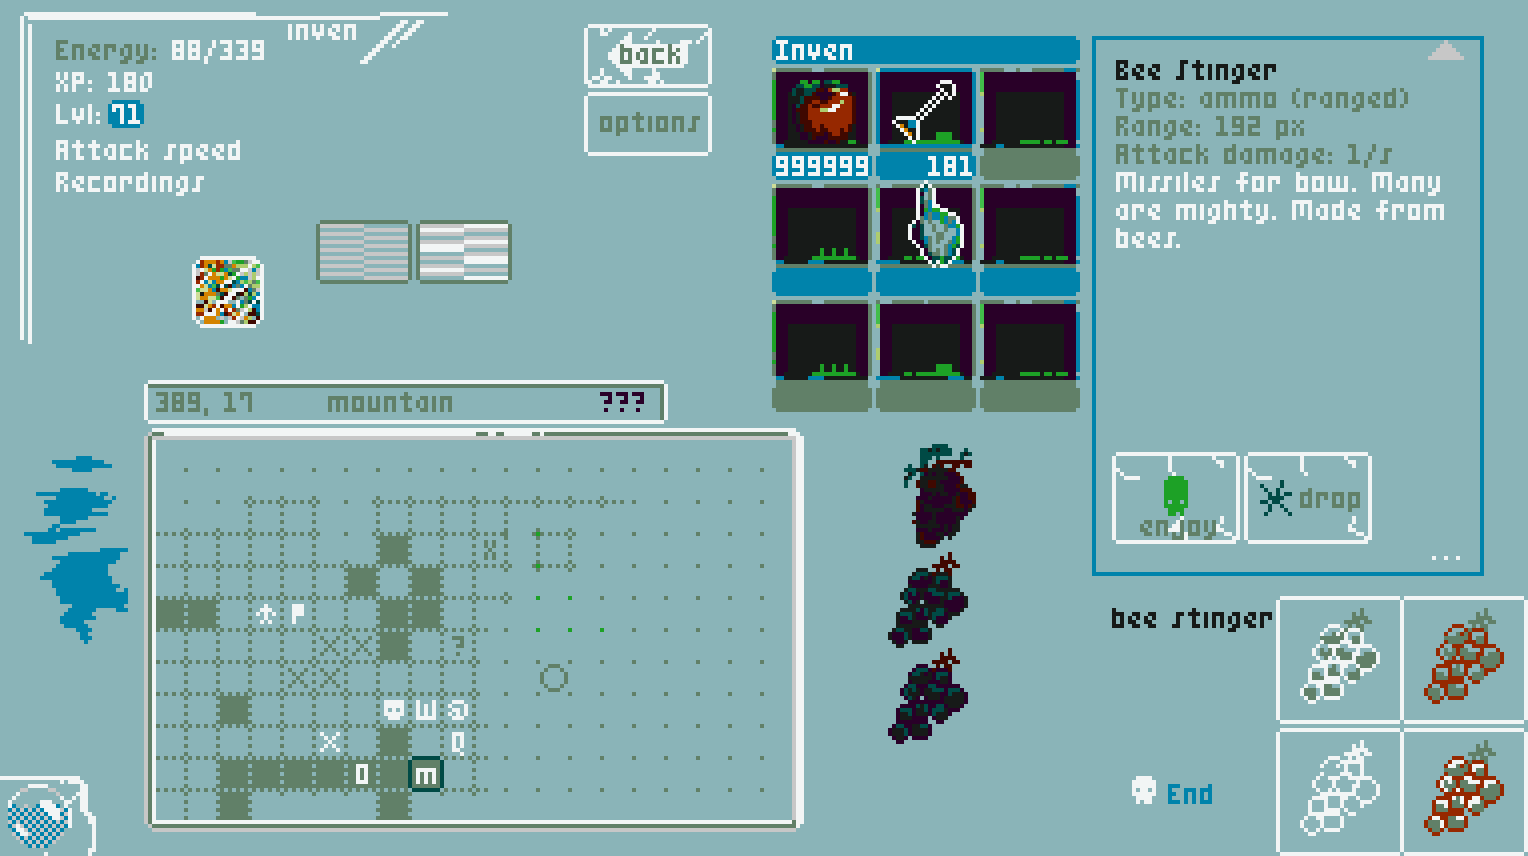 inven
Energy: 88/339
XP: 180
Lvl: 71
Attack speed
Recordings
back
options
Inven
999999
181
Bee Stinger
Type: ammo (ranged)
Range: 192 px
Attack damage: 1/s
Missiles for bow. Many
are mighty. Made from
bees.
enjoy
drop
...
389, 17 mountain ???
m
bee stinger
End